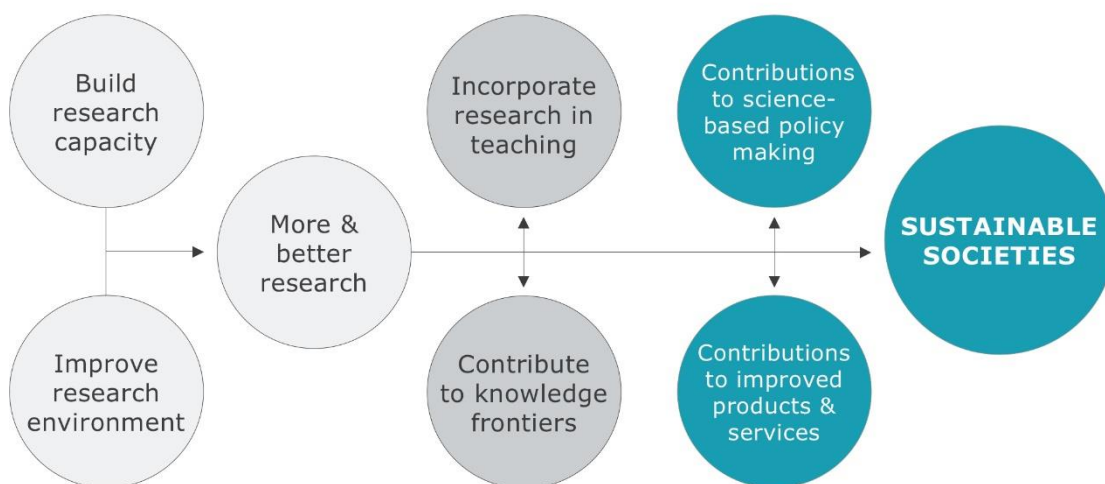 Build
research
capacity
Improve
research
environment
More &
better
research
Incorporate
research in
teaching
Contribute
to knowledge
frontiers
Contributions
to science-
based policy
making
Contributions
to improved
products &
services
SUSTAINABLE
SOCIETIES